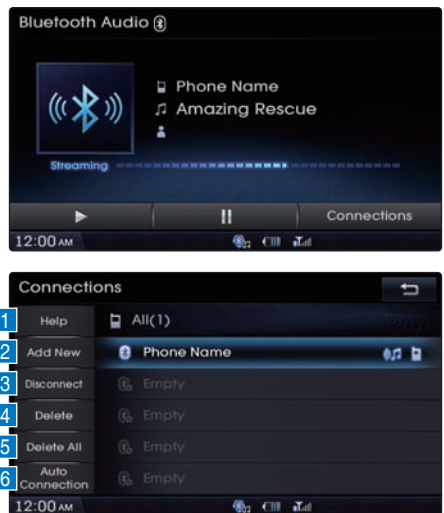 Bluetooth Audio
Phone Name
Amazing Rescue
Streaming
Connections
12:00 AM
Connections
1 Help All(1)
2 Add New Phone Name
3 Disconnect Empty
4 Delete Empty
5 Delete All Empty
6 Auto Connection Empty
12:00 AM